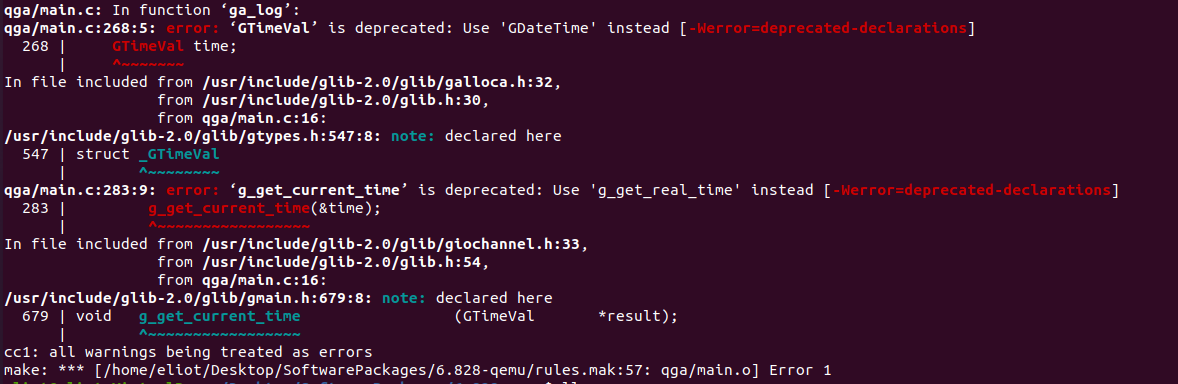 qga/main.c: In function ‘ga_log’:
qga/main.c:268:5: error: ‘GTimeVal’ is deprecated: Use 'GDateTime' instead [-Werror=deprecated-declarations]
  268 |     GTimeVal time;
      |     ^~~~~~~~
In file included from /usr/include/glib-2.0/glib/galloca.h:32,
                 from /usr/include/glib-2.0/glib.h:30,
                 from qga/main.c:16:
/usr/include/glib-2.0/glib/gtypes.h:547:8: note: declared here
  547 | struct _GTimeVal
      |        ^~~~~~~~~
qga/main.c:283:9: error: ‘g_get_current_time’ is deprecated: Use 'g_get_real_time' instead [-Werror=deprecated-declarations]
  283 |         g_get_current_time(&time);
      |         ^~~~~~~~~~~~~~~~~~
In file included from /usr/include/glib-2.0/glib/giochannel.h:33,
                 from /usr/include/glib-2.0/glib.h:54,
                 from qga/main.c:16:
/usr/include/glib-2.0/glib/gmain.h:679:8: note: declared here
  679 | void   g_get_current_time                 (GTimeVal       *result);
      |        ^~~~~~~~~~~~~~~~~~
cc1: all warnings being treated as errors
make: *** [/home/eliot/Desktop/SoftwarePackages/6.828-qemu/rules.mak:57: qga/main.o] Error 1